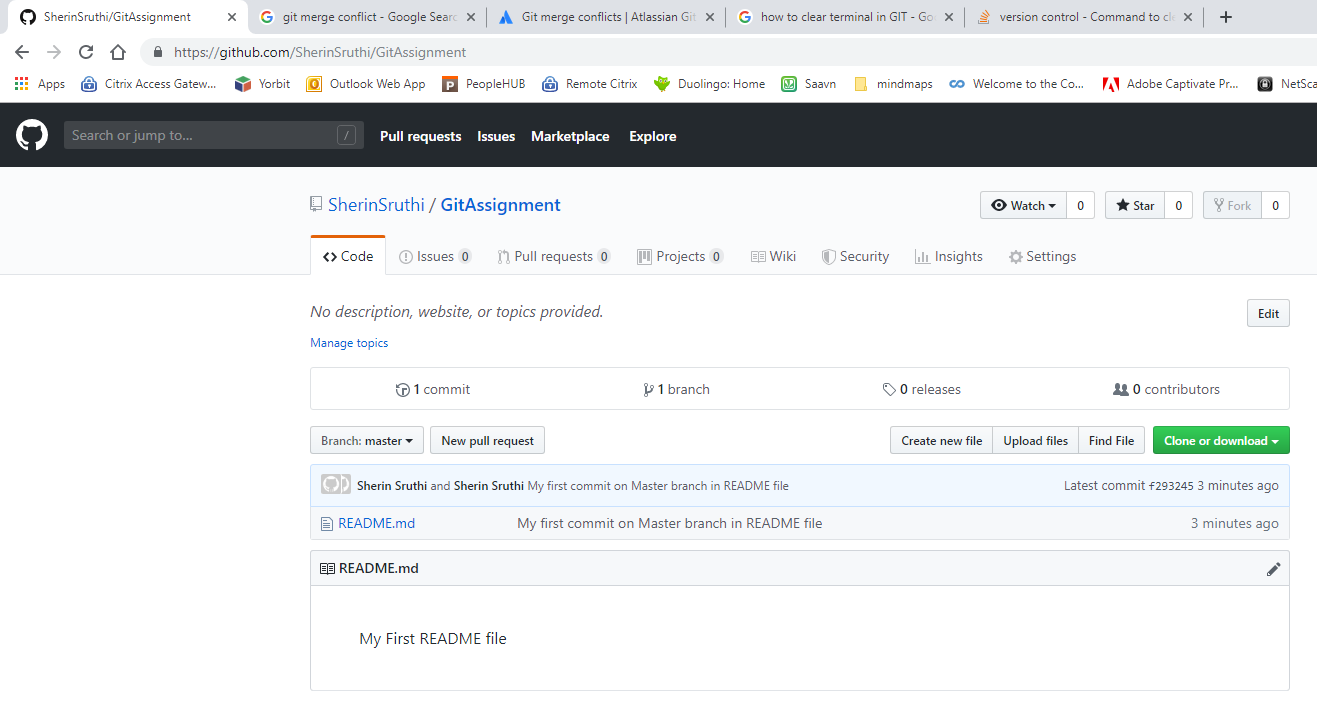 SherinSruthi/GitAssignment git merge conflict - Google Searc Git merge conflicts | Atlassian Git how to clear terminal in GIT - Go version control - Command to cl
https://github.com/SherinSruthi/GitAssignment
Apps Citrix Access Gatew... Yorbit Outlook Web App PeopleHUB Remote Citrix Duolingo: Home Saavn mindmaps Welcome to the Co... Adobe Captivate Pr... NetSca
Search or jump to... / Pull requests Issues Marketplace Explore
SherinSruthi / GitAssignment Watch 0 Star 0 Fork 0
Code Issues 0 Pull requests 0 Projects 0 Wiki Security Insights Settings
No description, website, or topics provided. Edit
Manage topics
1 commit 1 branch 0 releases 0 contributors
Branch: master New pull request Create new file Upload files Find File Clone or download
Sherin Sruthi and Sherin Sruthi My first commit on Master branch in README file Latest commit f293245 3 minutes ago
README.md My first commit on Master branch in README file 3 minutes ago
README.md
My First README file